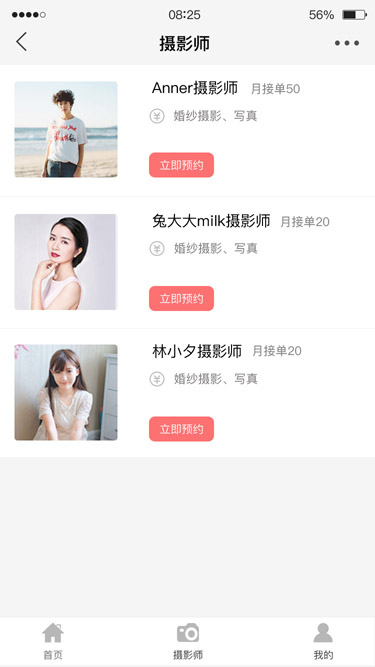 08:25 56%
摄影师
Anner摄影师 月接单50
婚纱摄影、写真
立即预约
兔大大milk摄影师 月接单20
婚纱摄影、写真
立即预约
林小夕摄影师 月接单20
婚纱摄影、写真
立即预约
首页 摄影师 我的